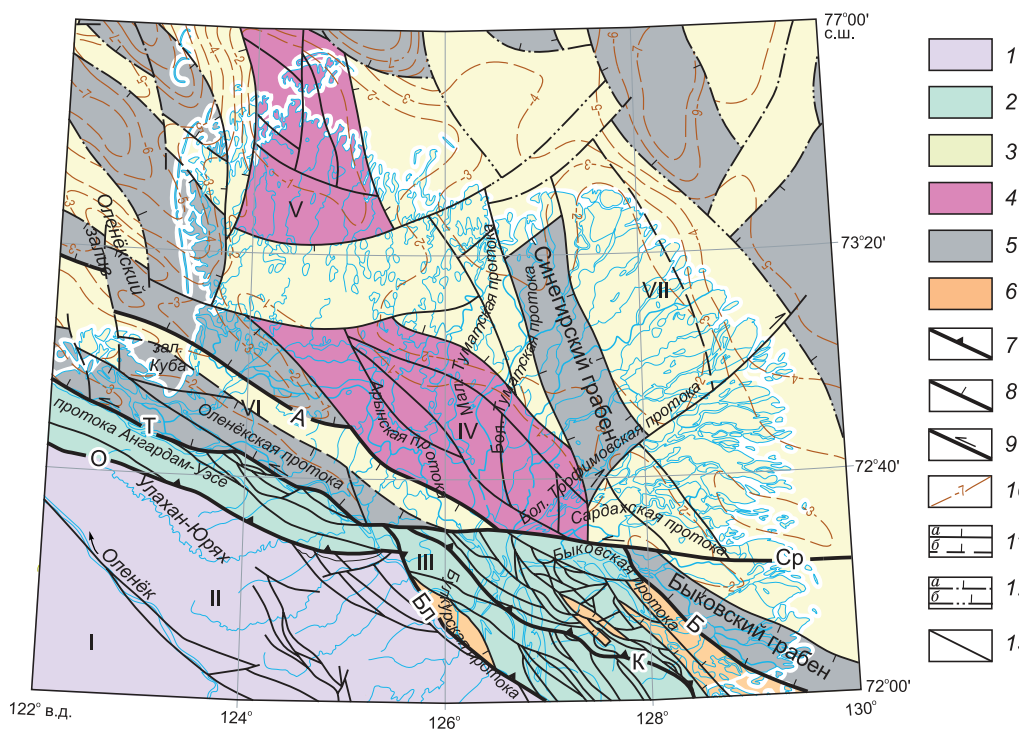 77°00'
с.ш.
1
2
3
4
5
6
7
8
9
-7
а
б
а
б
V
73°20'
Оленёкский
залив
VII
Синегирский грабен
Мал. Туматская протока
Бол. Туматская протока
зал.
Куба
VI
А
Арынская протока
IV
Оленёкская протока
Т
протока Ангардам-Уэсе
О
72°40'
Бол. Трофимовская протока
Сардахская протока
Улахан-Юрях
Ср
Быковская протока
III
Оленёк
II
БЛ
Б
Быковский грабен
I
К
72°00'
122° в.д.
124°
126°
128°
130°